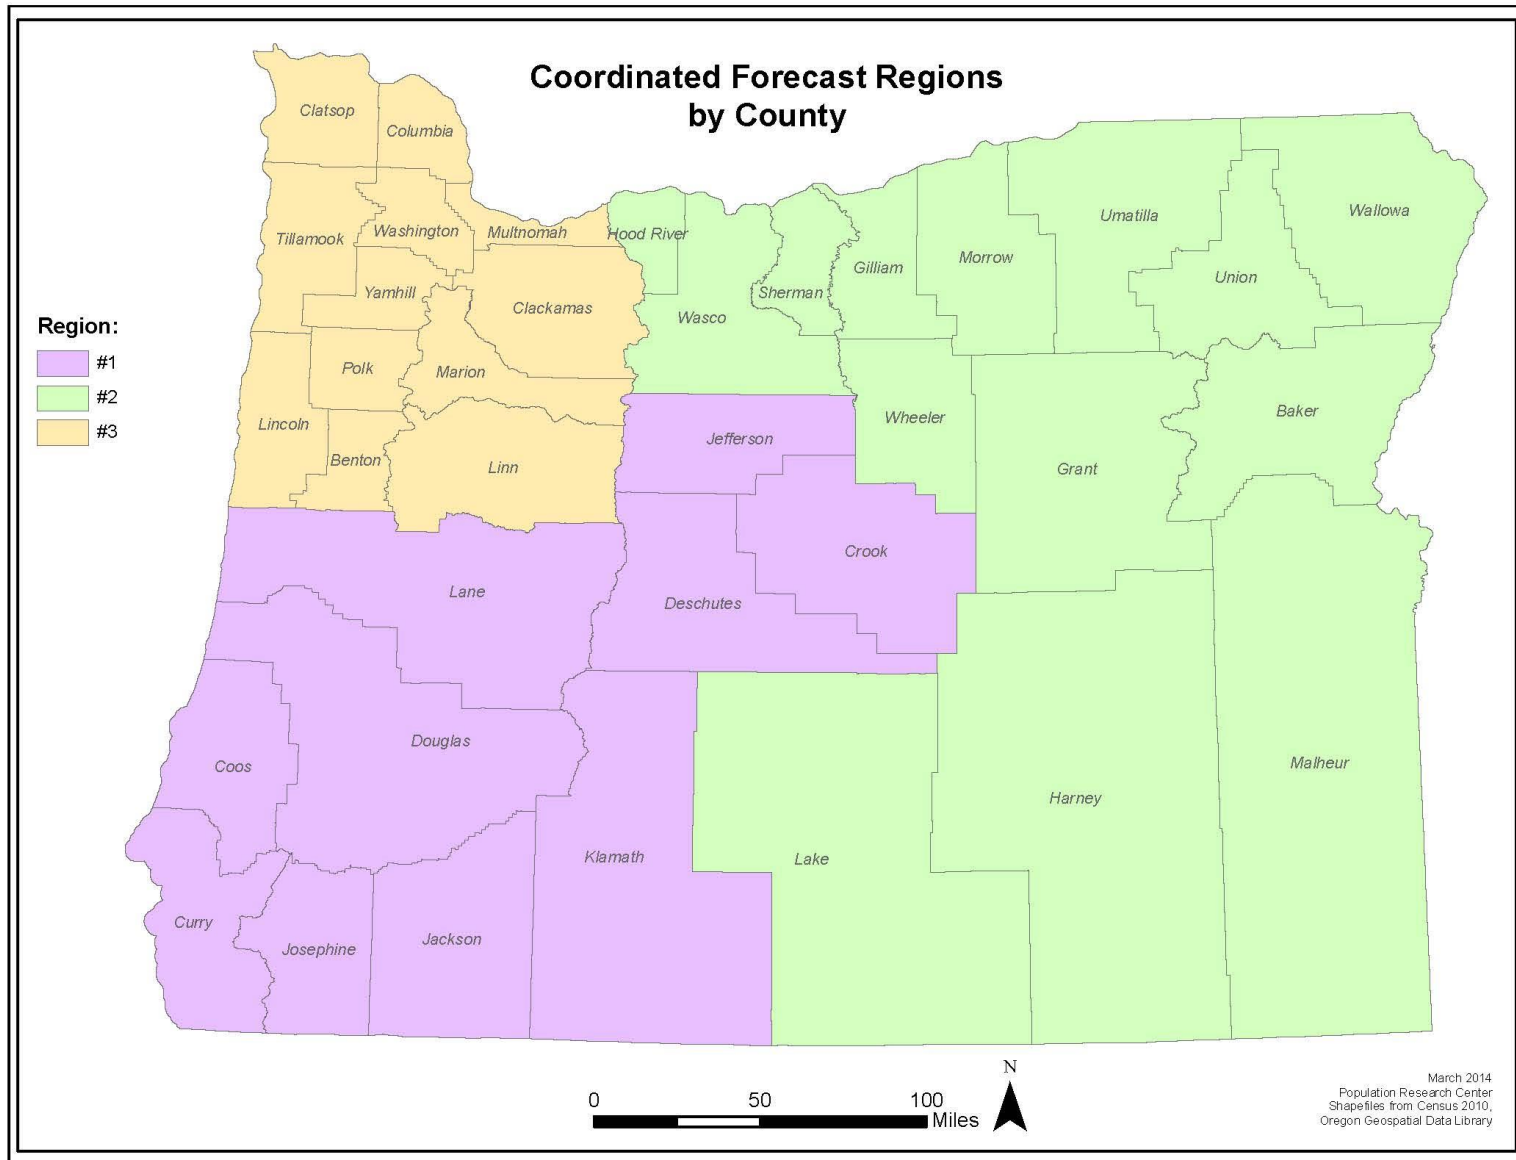 Coordinated Forecast Regions
by County
Clatsop
Columbia
Tillamook
Washington
Multnomah
Hood River
Yamhill
Clackamas
Wasco
Sherman
Gilliam
Morrow
Umatilla
Union
Wallowa
Region:
#1
#2
#3
Polk
Marion
Lincoln
Benton
Linn
Jefferson
Wheeler
Grant
Baker
Lane
Deschutes
Crook
Coos
Douglas
Klamath
Lake
Harney
Malheur
Curry
Josephine
Jackson
N
0 50 100
Miles
March 2014
Population Research Center
Shapefiles from Census 2010,
Oregon Geospatial Data Library